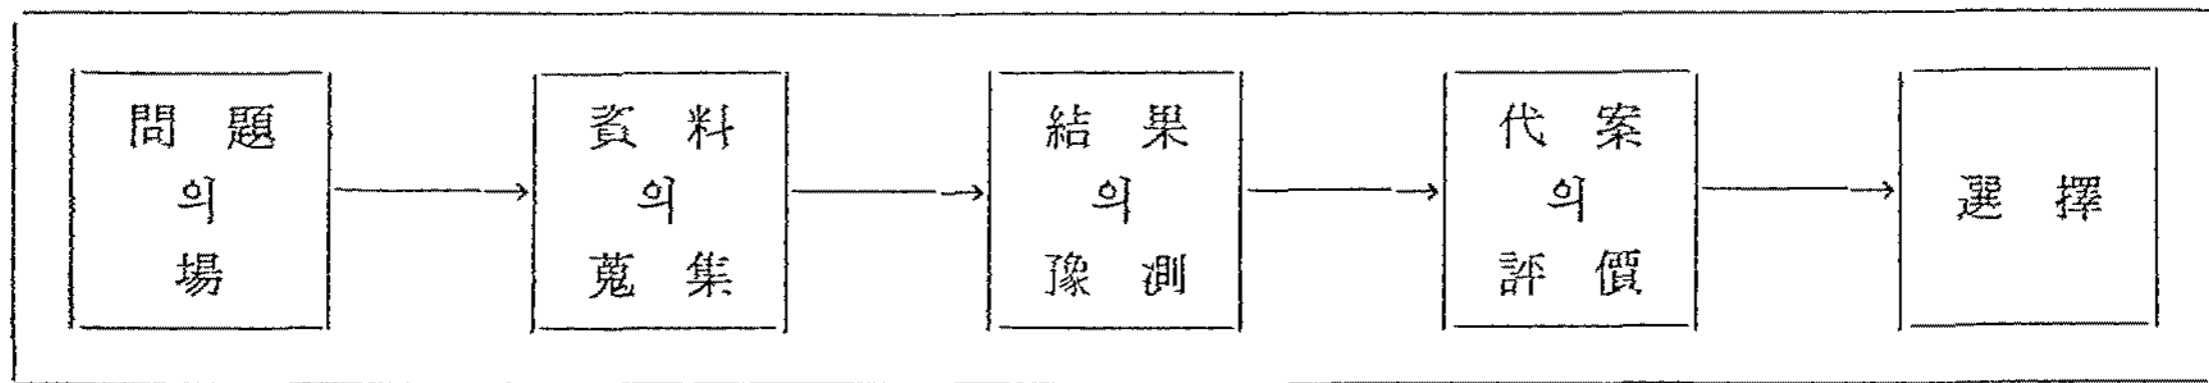 問題
의
場
資料
의
蒐集
結果
의
豫測
代案
의
評價
選擇